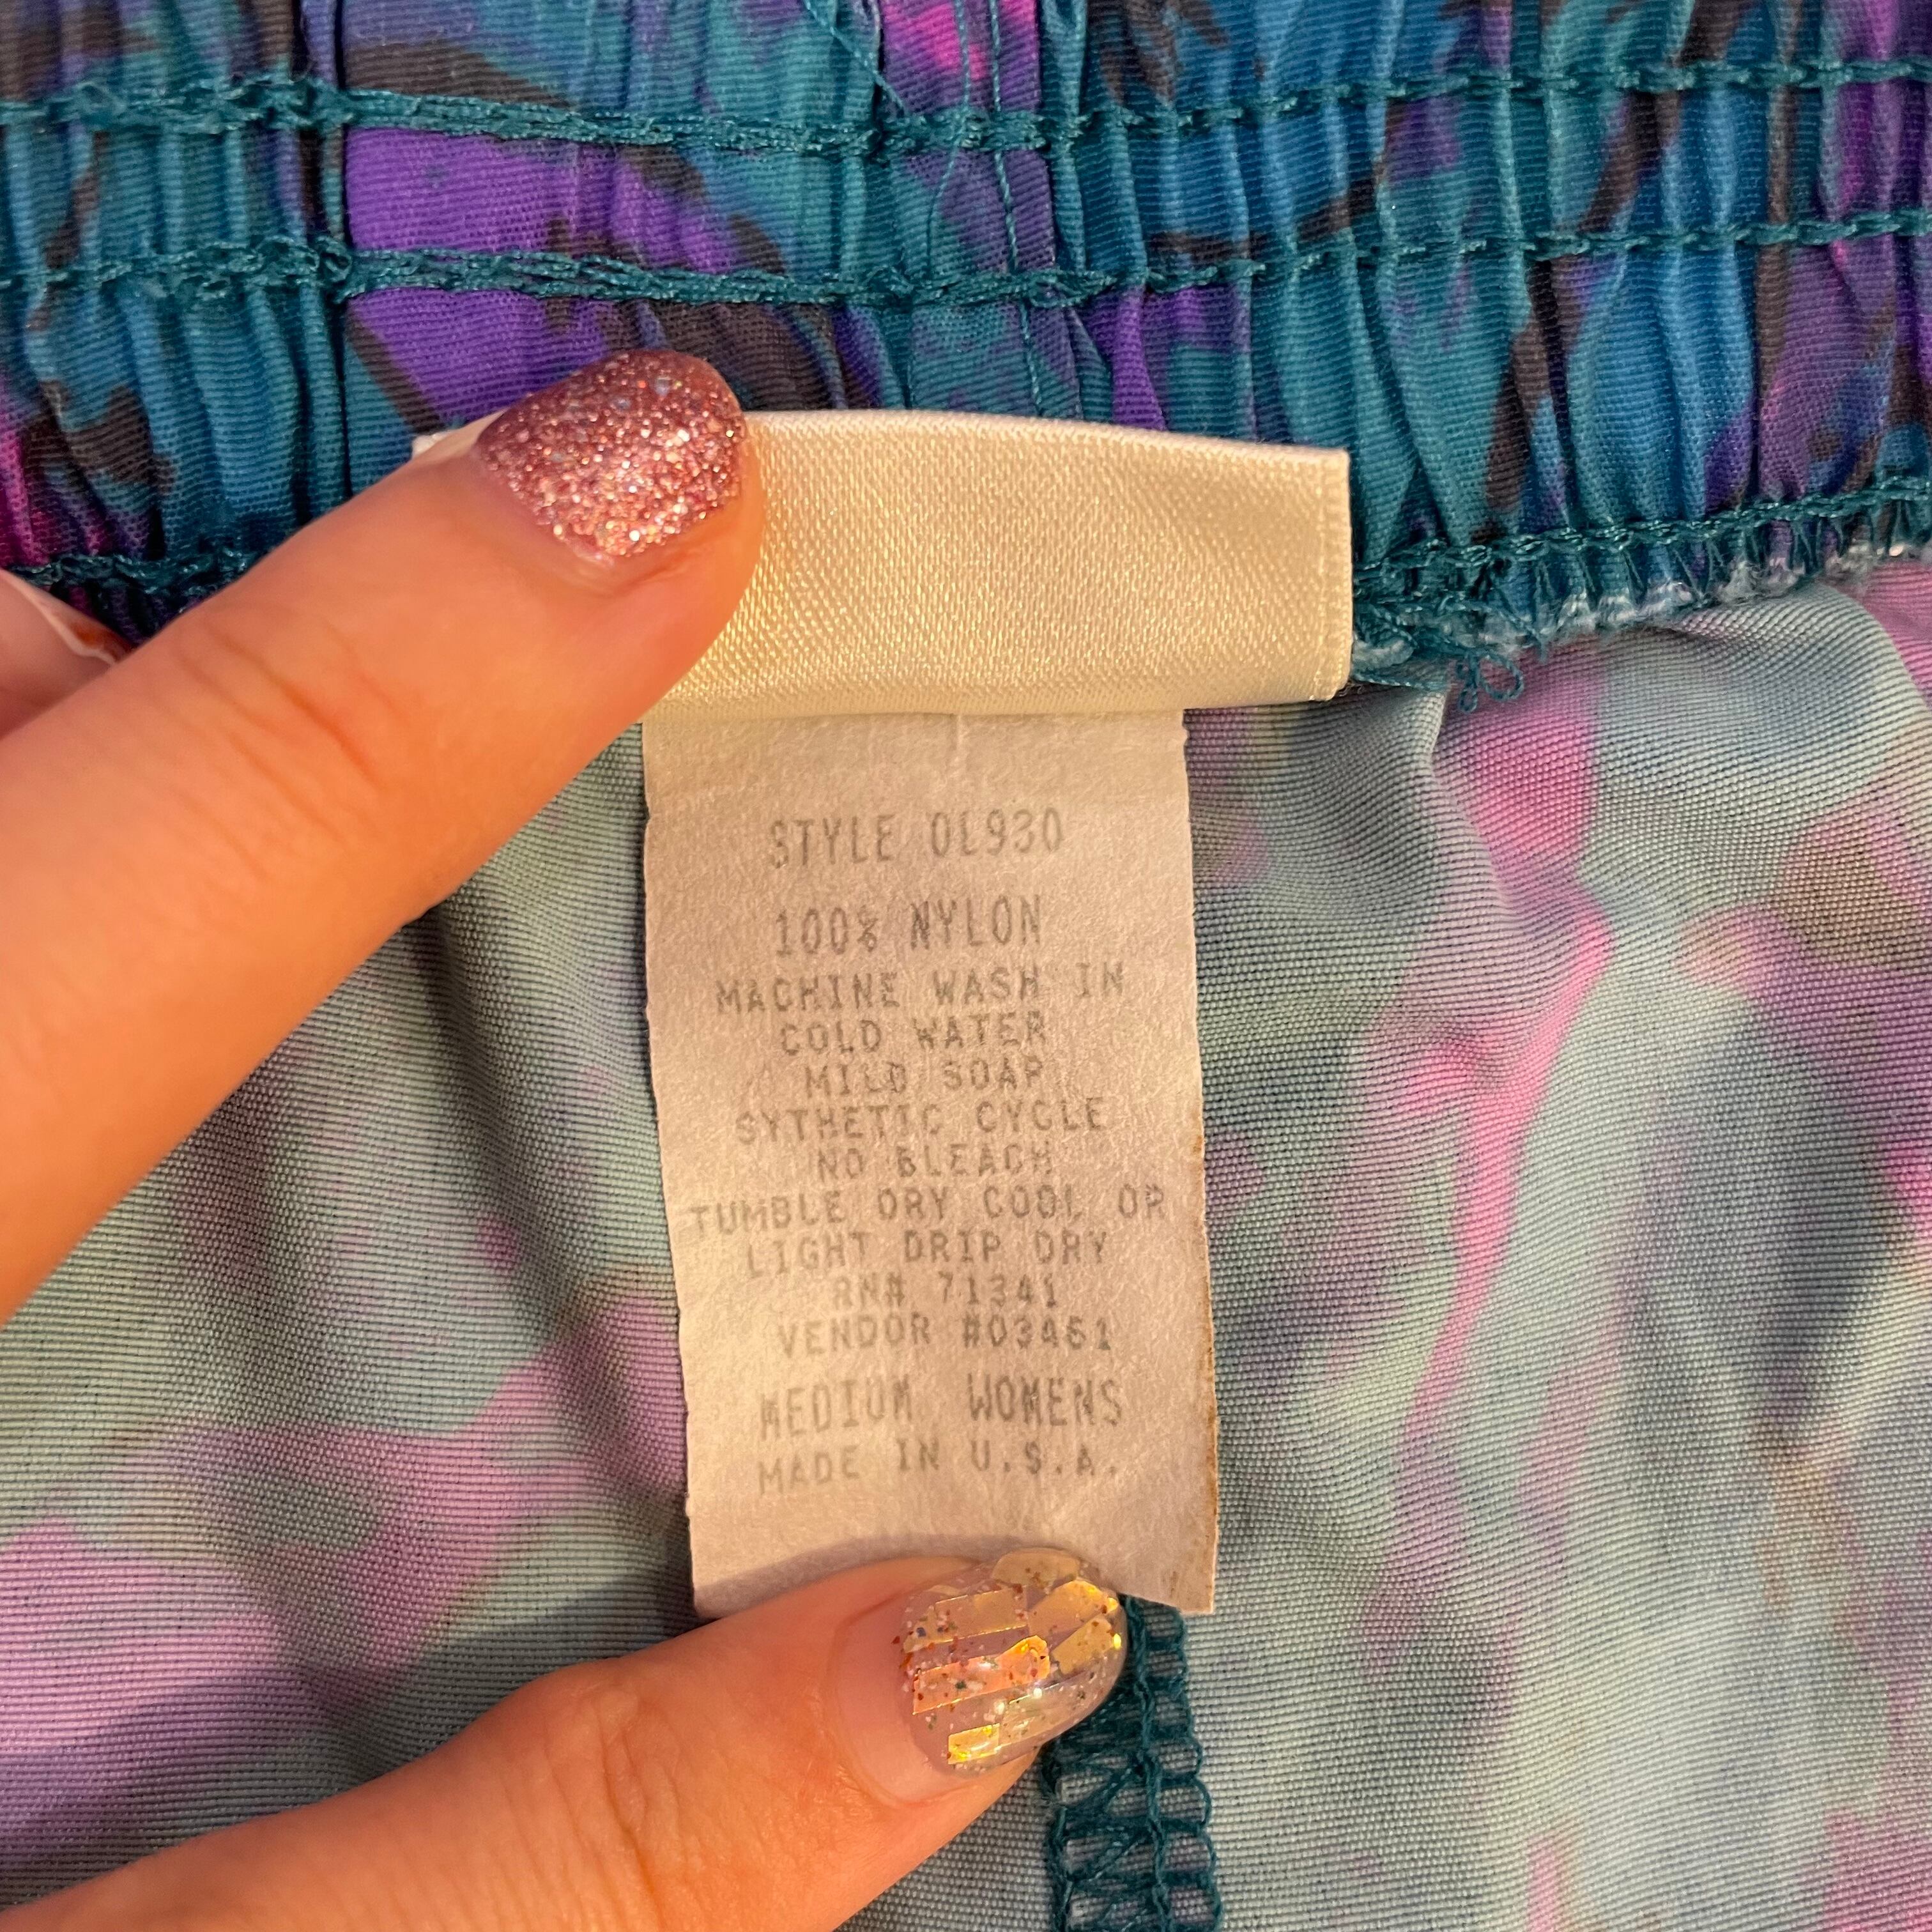 STYLE OL930
100% NYLON
MACHINE WASH IN
COLD WATER
MILD SOAP
SYTHETIC CYCLE
NO BLEACH
TUMBLE DRY COOL OR
LIGHT DRIP DRY
RN# 71341
VENDOR #03461
MEDIUM WOMENS
MADE IN U.S.A.